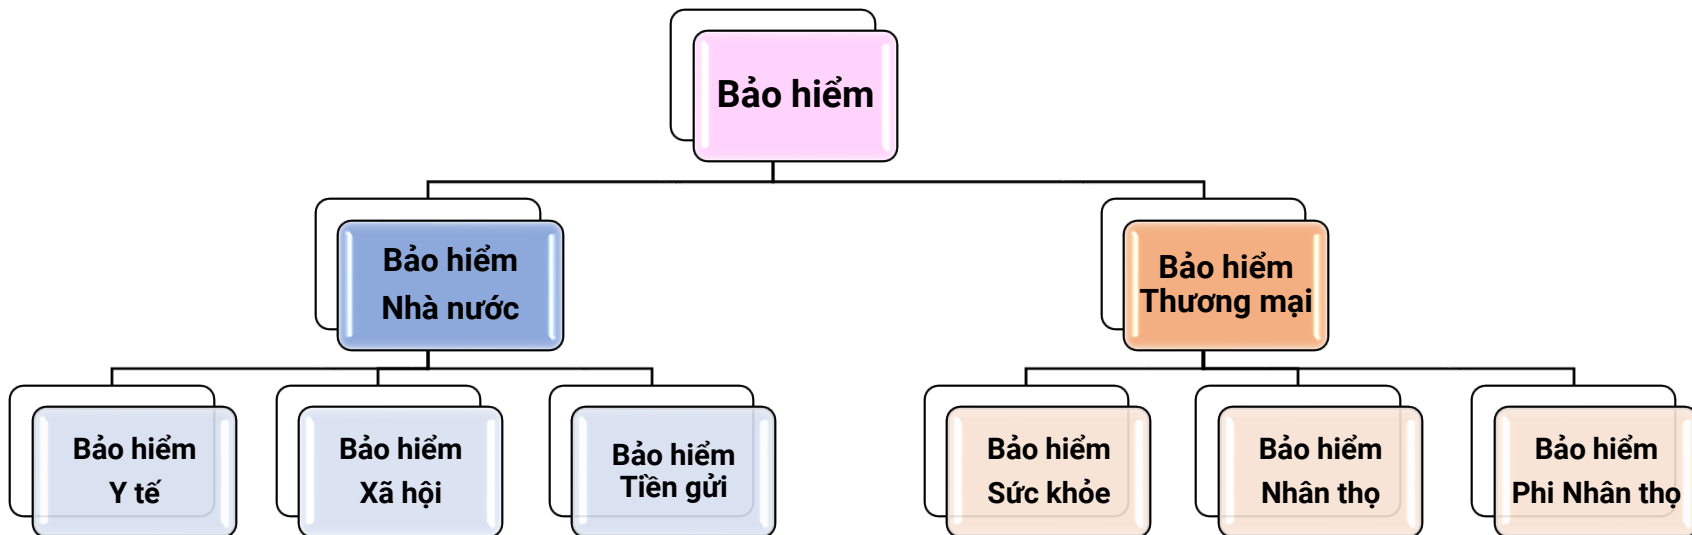 Bảo hiểm
Bảo hiểm
Nhà nước
Bảo hiểm
Thương mại
Bảo hiểm
Y tế
Bảo hiểm
Xã hội
Bảo hiểm
Tiền gửi
Bảo hiểm
Sức khỏe
Bảo hiểm
Nhân thọ
Bảo hiểm
Phi Nhân thọ